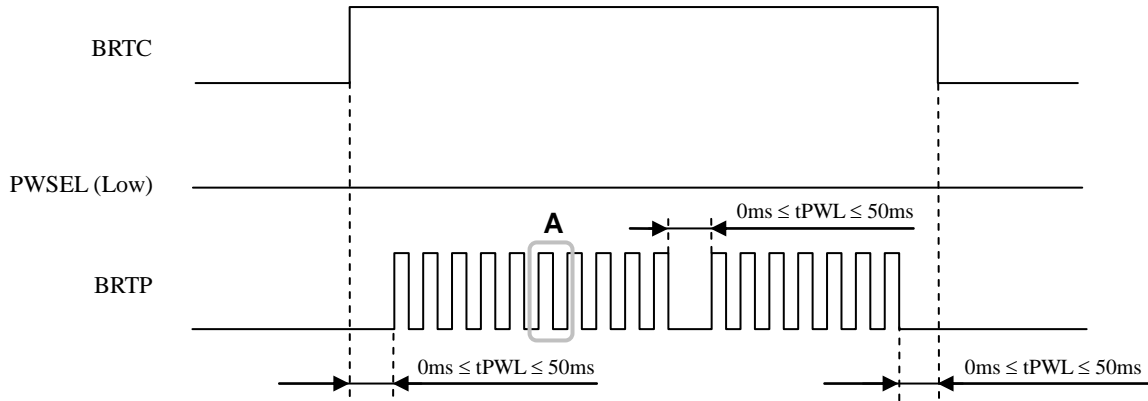 BRTC
PWSEL (Low)
A
0ms ≤ tPWL ≤ 50ms
BRTP
0ms ≤ tPWL ≤ 50ms
0ms ≤ tPWL ≤ 50ms